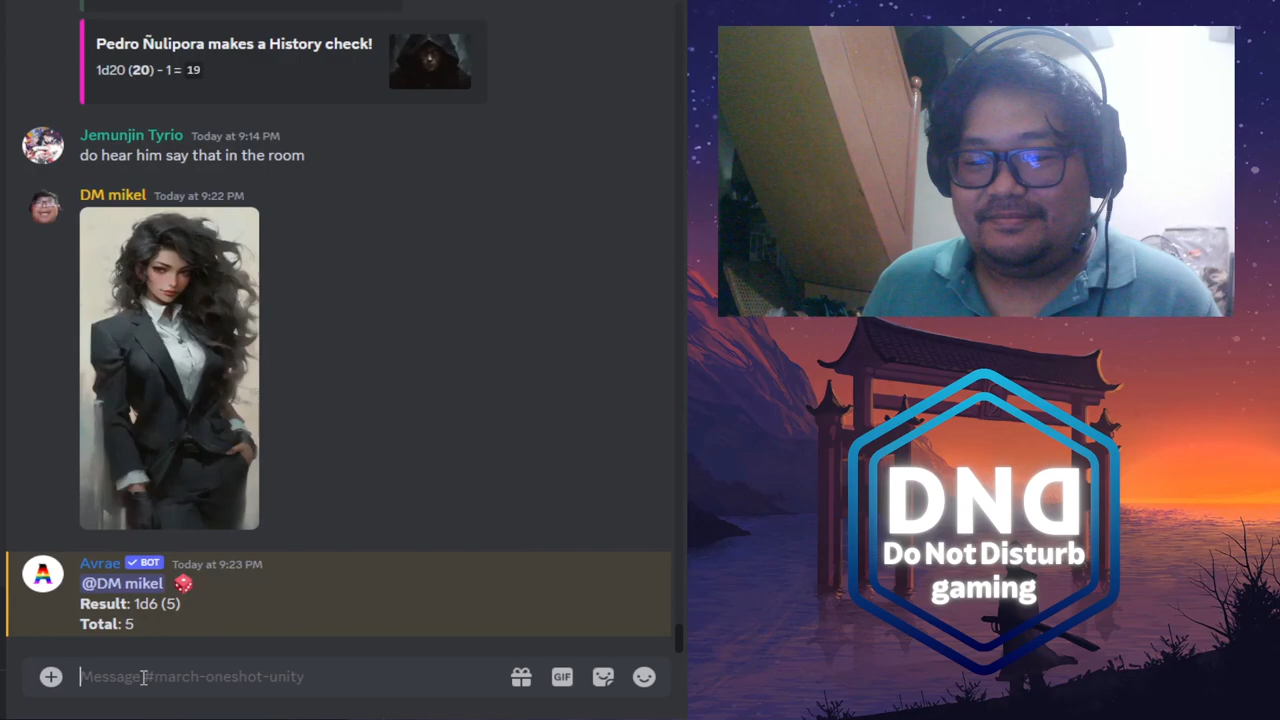 Pedro Ñulipora makes a History check!
1d20 (20) - 1 = 19
Jemunjin Tyrio Today at 9:14 PM
do hear him say that in the room
DM mikel Today at 9:22 PM
A
Avrae BOT Today at 9:23 PM
@DM mikel
Result: 1d6 (5)
Total: 5
Message #march-oneshot-unity
GIF
DND
Do Not Disturb
gaming